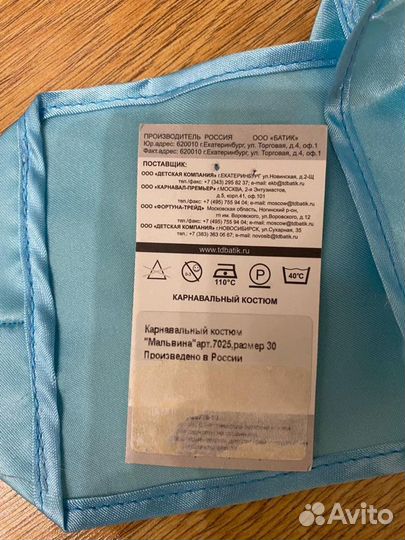 ПРОИЗВОДИТЕЛЬ РОССИЯ ООО «БАТИК»
Юр.адрес: 620010 г.Екатеринбург, ул. Торговая, д.4, оф.1
Факт.адрес: 620010 г.Екатеринбург, ул. Торговая, д.4, оф.1
ПОСТАВЩИК:
ООО «ДЕТСКАЯ КОМПАНИЯ» г.ЕКАТЕРИНБУРГ ул.Новинская, д.2-Щ
тел./факс: +7 (343) 295 82 37; e-mail: ekb@tdbatik.com
ООО «КАРНАВАЛ-ПРЕМЬЕР» г.МОСКВА, 2-я Энтузиастов,
д.5, корп.41, оф.101
тел./факс: +7 (495) 755 94 04; e-mail: moscow@tdbatik.com
ООО «ФОРТУНА-ТРЕЙД» Московская область, Ногинский р-он,
гп им. Воровского, ул.Воровского, д.12
тел./факс: +7 (495) 755 94 04; e-mail: moscow@tdbatik.com
ООО «ДЕТСКАЯ КОМПАНИЯ» г.НОВОСИБИРСК, ул.Сухарная, 35
тел./факс: +7 (383) 363 06 67; e-mail: novosib@tdbatik.com
www.tdbatik.ru
110°C P 40°C
КАРНАВАЛЬНЫЙ КОСТЮМ
Карнавальный костюм
"Мальвина"арт.7025,размер 30
Произведено в России
Avito